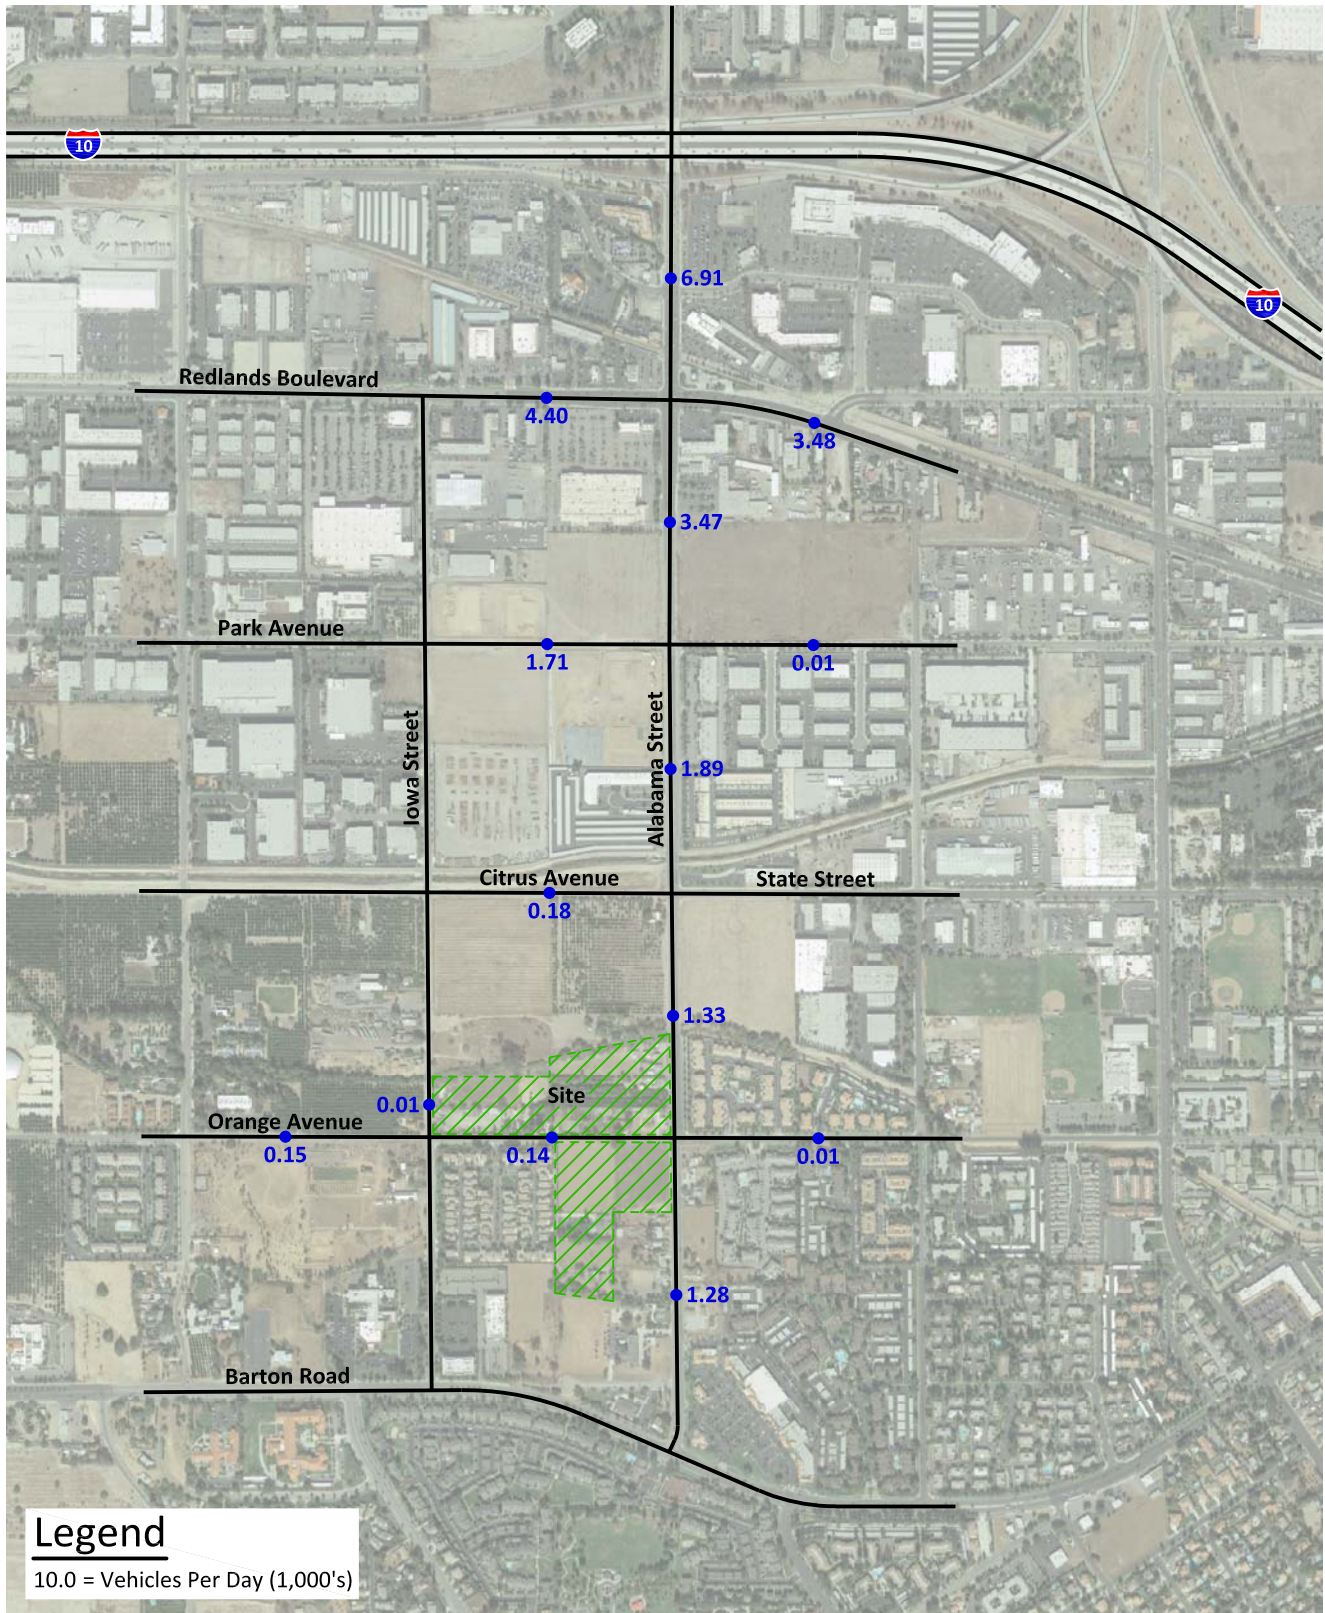 10
6.91
10
Redlands Boulevard
4.40
3.48
3.47
Park Avenue
1.71
0.01
Iowa Street
Alabama Street
1.89
Citrus Avenue
State Street
0.18
1.33
Site
0.01
Orange Avenue
0.15
0.14
0.01
1.28
Barton Road
Legend
10.0 = Vehicles Per Day (1,000's)